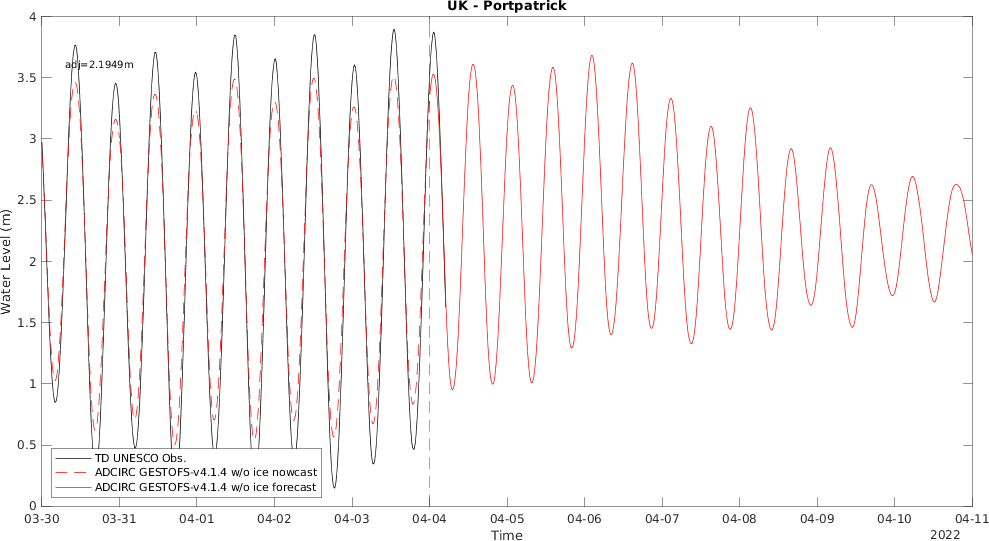 UK - Portpatrick
adj=2.1949m
4
3.5
3
2.5
2
1.5
1
0.5
0
Water Level (m)
TD UNESCO Obs.
ADCIRC GESTOFS-v4.1.4 w/o ice nowcast
ADCIRC GESTOFS-v4.1.4 w/o ice forecast
03-30 03-31 04-01 04-02 04-03 04-04 04-05 04-06 04-07 04-08 04-09 04-10 04-11
Time
2022